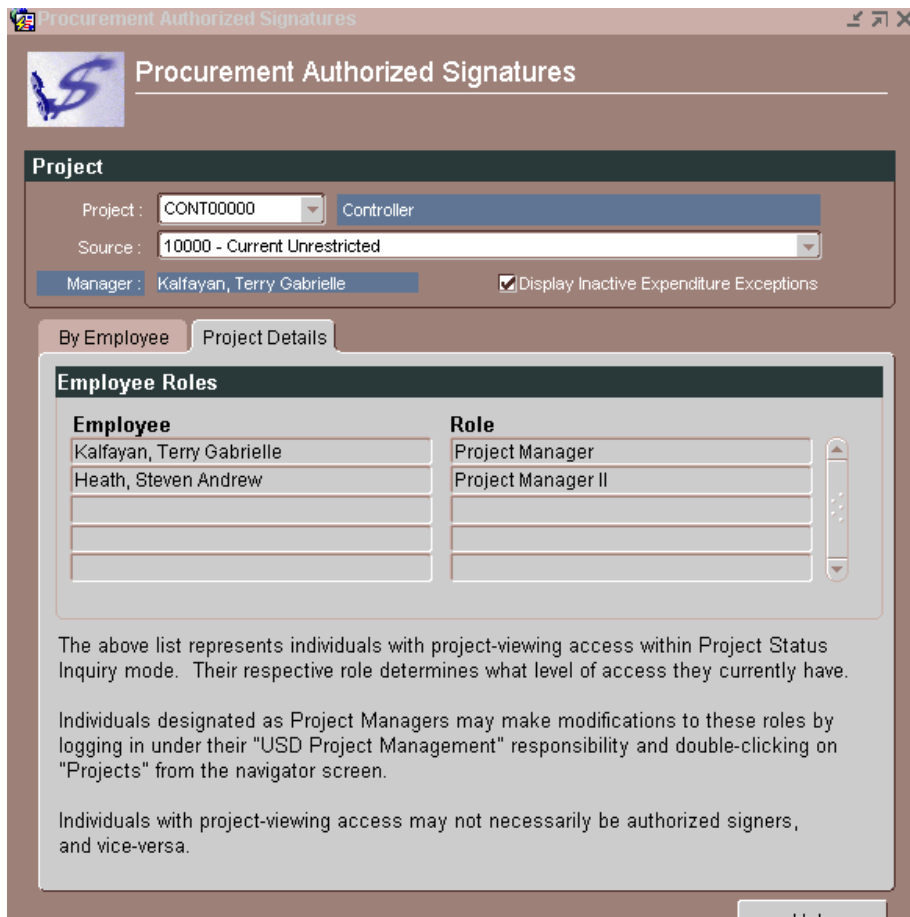 Procurement Authorized Signatures
Procurement Authorized Signatures
Project
Project : CONT00000 Controller
Source : 10000 - Current Unrestricted
Manager : Kalfayan, Terry Gabrielle Display Inactive Expenditure Exceptions
By Employee Project Details
Employee Roles
Employee Role
Kalfayan, Terry Gabrielle Project Manager
Heath, Steven Andrew Project Manager II
The above list represents individuals with project-viewing access within Project Status
Inquiry mode. Their respective role determines what level of access they currently have.
Individuals designated as Project Managers may make modifications to these roles by
logging in under their "USD Project Management" responsibility and double-clicking on
"Projects" from the navigator screen.
Individuals with project-viewing access may not necessarily be authorized signers,
and vice-versa.